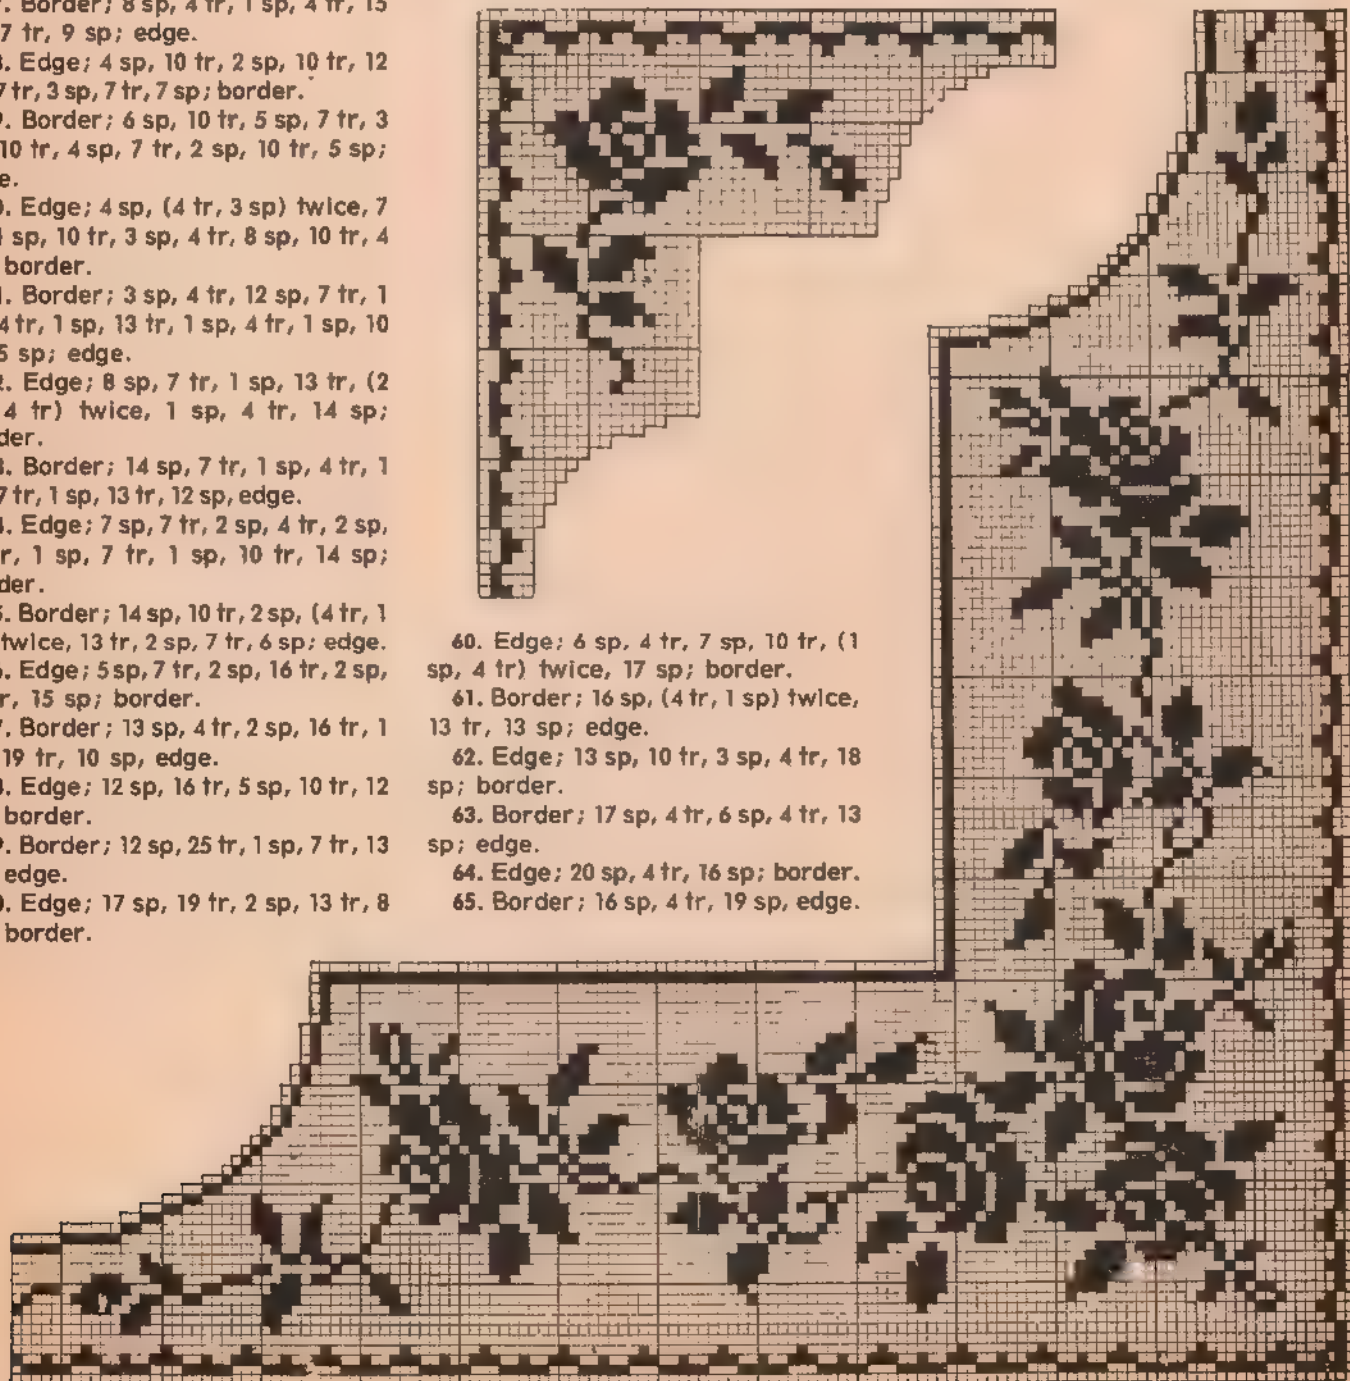 . Border; 8 sp, 4 tr, 1 sp, 4 tr, 15
7 tr, 9 sp; edge.
. Edge; 4 sp, 10 tr, 2 sp, 10 tr, 12
7 tr, 3 sp, 7 tr, 7 sp; border.
. Border; 6 sp, 10 tr, 5 sp, 7 tr, 3
10 tr, 4 sp, 7 tr, 2 sp, 10 tr, 5 sp;
e.
. Edge; 4 sp, (4 tr, 3 sp) twice, 7
sp, 10 tr, 3 sp, 4 tr, 8 sp, 10 tr, 4
border.
. Border; 3 sp, 4 tr, 12 sp, 7 tr, 1
4 tr, 1 sp, 13 tr, 1 sp, 4 tr, 1 sp, 10
5 sp; edge.
. Edge; 8 sp, 7 tr, 1 sp, 13 tr, (2
4 tr) twice, 1 sp, 4 tr, 14 sp;
der.
. Border; 14 sp, 7 tr, 1 sp, 4 tr, 1
7 tr, 1 sp, 13 tr, 12 sp, edge.
. Edge; 7 sp, 7 tr, 2 sp, 4 tr, 2 sp,
r, 1 sp, 7 tr, 1 sp, 10 tr, 14 sp;
der.
. Border; 14 sp, 10 tr, 2 sp, (4 tr, 1
twice, 13 tr, 2 sp, 7 tr, 6 sp; edge.
. Edge; 5 sp, 7 tr, 2 sp, 16 tr, 2 sp,
r, 15 sp; border.
. Border; 13 sp, 4 tr, 2 sp, 16 tr, 1
19 tr, 10 sp, edge.
. Edge; 12 sp, 16 tr, 5 sp, 10 tr, 12
border.
. Border; 12 sp, 25 tr, 1 sp, 7 tr, 13
edge.
. Edge; 17 sp, 19 tr, 2 sp, 13 tr, 8
border.
60. Edge; 6 sp, 4 tr, 7 sp, 10 tr, (1
sp, 4 tr) twice, 17 sp; border.
61. Border; 16 sp, (4 tr, 1 sp) twice,
13 tr, 13 sp; edge.
62. Edge; 13 sp, 10 tr, 3 sp, 4 tr, 18
sp; border.
63. Border; 17 sp, 4 tr, 6 sp, 4 tr, 13
sp; edge.
64. Edge; 20 sp, 4 tr, 16 sp; border.
65. Border; 16 sp, 4 tr, 19 sp, edge.